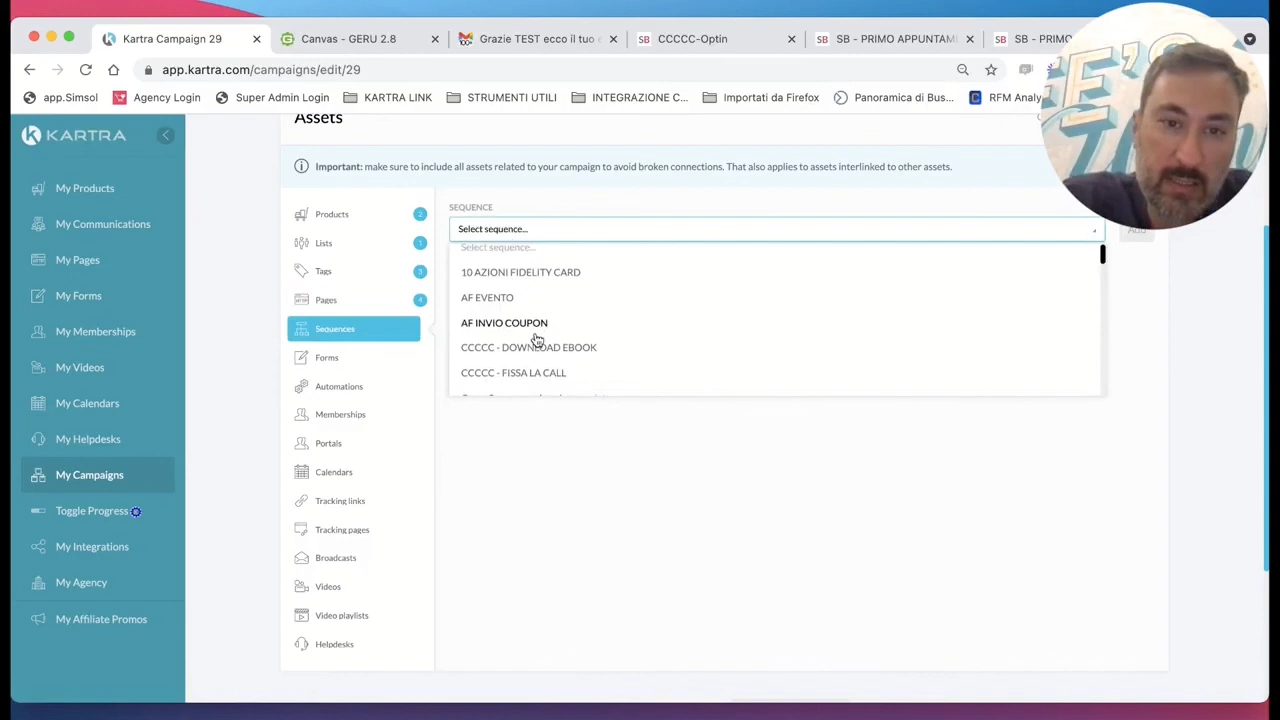 Kartra Campaign 29
Canvas - GERU 2.8
Grazie TEST ecco il tuo
CCCCC-Optin
SB - PRIMO APPUNTAM
SB - PRIMO
app.kartra.com/campaigns/edit/29
app.Simsol
Agency Login
Super Admin Login
KARTRA LINK
STRUMENTI UTIL
INTEGRAZIONE C...
Importati da Firefo
Panoramica di Bus...
RFM Analy
KARTRA
My Products
My Communications
My Pages
My Forms
My Memberships
My Videos
My Calendars
My Helpdesks
My Campaigns
Toggle Progress
My Integrations
My Agency
My Affiliate Promos
Assets
Important: make sure to include all assets related to your campaign to avoid broken connections. That also applies to assets interlinked to other assets.
Products 2
Lists 1
Tags 3
Pages 4
Sequences
Forms
Automations
Memberships
Portals
Calendars
Tracking links
Tracking pages
Broadcasts
Videos
Video playlists
Helpdesks
SEQUENCE
Select sequence...
Add
Select sequence...
10 AZIONI FIDELITY CARD
AF EVENTO
AF INVIO COUPON
CCCCC - DOWNLOAD EBOOK
CCCCC - FISSA LA CALL